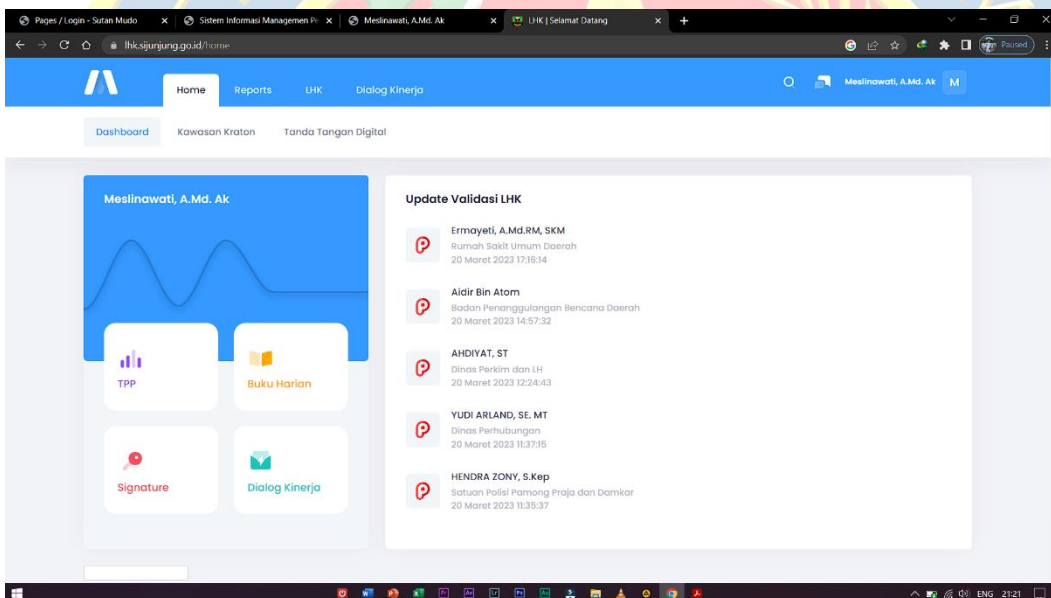 Pages / Login - Sutan Mudo
Sistem Informasi Managemen Pe
Meslinawati, A.Md. Ak
LHK | Selamat Datang
lhk.sijunjung.go.id/home
Paused
Home
Reports
LHK
Dialog Kinerja
Meslinawati, A.Md. Ak
M
Dashboard
Kawasan Kraton
Tanda Tangan Digital
Meslinawati, A.Md. Ak
TPP
Buku Harian
Signature
Dialog Kinerja
Update Validasi LHK
Ermayeti, A.Md.RM, SKM
Rumah Sakit Umum Daerah
20 Maret 2023 17:16:14
Aidir Bin Atom
Badan Penanggulangan Bencana Daerah
20 Maret 2023 14:57:32
AHDIYAT, ST
Dinas Perkim dan LH
20 Maret 2023 12:24:43
YUDI ARLAND, SE. MT
Dinas Perhubungan
20 Maret 2023 11:37:15
HENDRA ZONY, S.Kep
Satuan Polisi Pamong Praja dan Damkar
20 Maret 2023 11:35:37
ENG 21:21